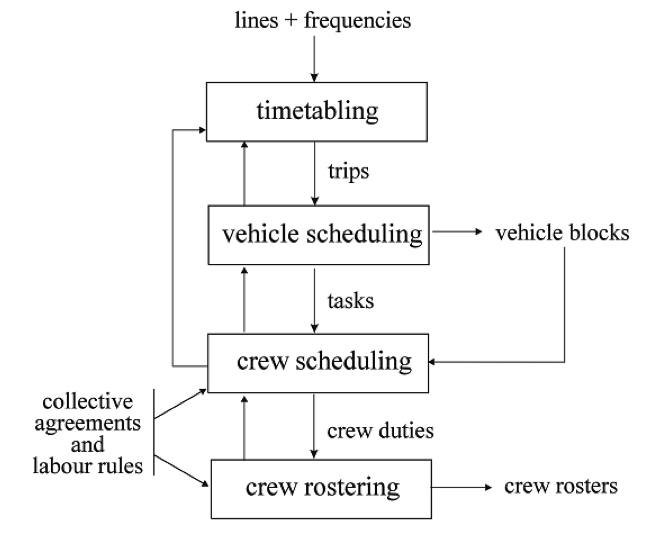 lines + frequencies
timetabling
trips
vehicle scheduling
vehicle blocks
tasks
crew scheduling
collective
agreements
and
labour rules
crew duties
crew rostering
crew rosters